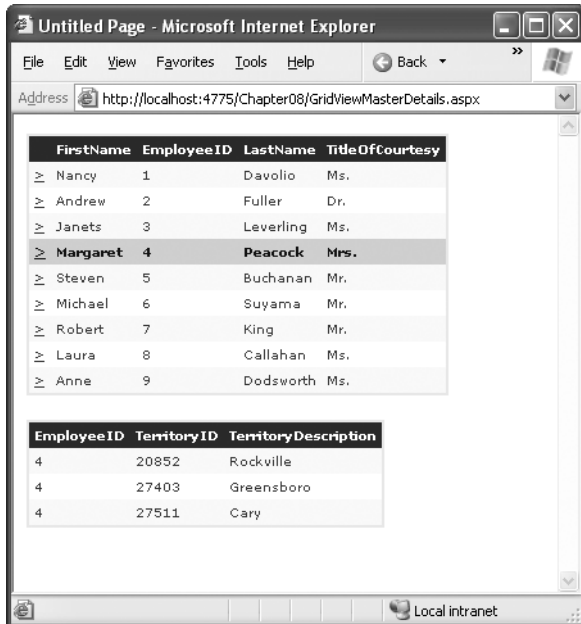 Untitled Page - Microsoft Internet Explorer
File Edit View Favorites Tools Help Back »
Address http://localhost:4775/Chapter08/GridViewMasterDetails.aspx
FirstName EmployeeID LastName TitleOfCourtesy
> Nancy 1 Davolio Ms.
> Andrew 2 Fuller Dr.
> Janets 3 Leverling Ms.
> Margaret 4 Peacock Mrs.
> Steven 5 Buchanan Mr.
> Michael 6 Suyama Mr.
> Robert 7 King Mr.
> Laura 8 Callahan Ms.
> Anne 9 Dodsworth Ms.
EmployeeID TerritoryID TerritoryDescription
4 20852 Rockville
4 27403 Greensboro
4 27511 Cary
Local intranet